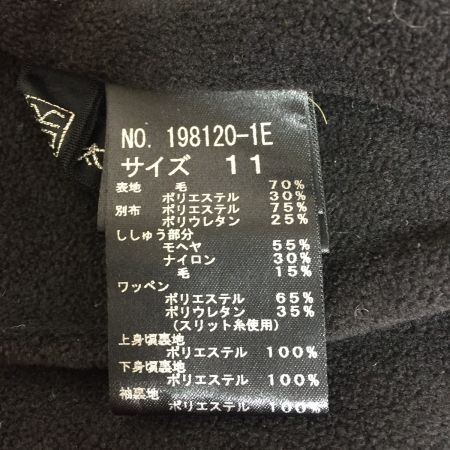 NO. 198120-1E
サイズ 11
表地 毛 70%
ポリエステル 30%
別布 ポリエステル 75%
ポリウレタン 25%
ししゅう部分
モヘヤ 55%
ナイロン 30%
毛 15%
ワッペン
ポリエステル 65%
ポリウレタン 35%
(スリット糸使用)
上身頃裏地
ポリエステル 100%
下身頃裏地
ポリエステル 100%
袖裏地
ポリエステル 100%